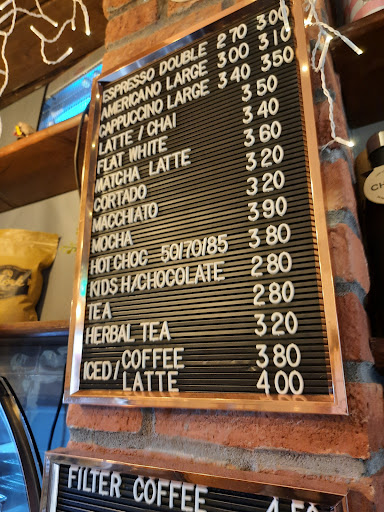 ESPRESSO DOUBLE 2 70 3 00
AMERICANO LARGE 3 00 3 10
CAPPUCCINO LARGE 3 40 3 50
LATTE / CHAI 3 50
FLAT WHITE 3 40
MATCHA LATTE 3 60
CORTADO 3 20
MACCHIATO 3 20
MOCHA 3 90
HOT CHOC 50/70/85 3 80
KIDS H/CHOCOLATE 2 80
TEA 2 80
HERBAL TEA 3 20
ICED / COFFEE 3 80
LATTE 4 00
FILTER COFFEE